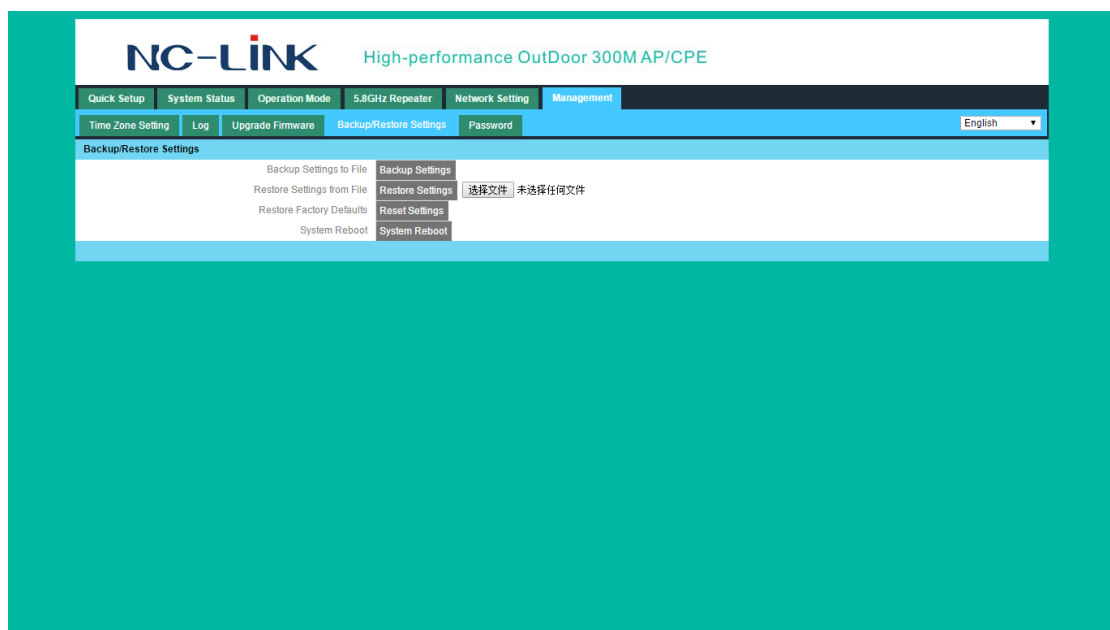 NC-LINK High-performance OutDoor 300M AP/CPE
Quick Setup System Status Operation Mode 5.8GHz Repeater Network Setting Management
Time Zone Setting Log Upgrade Firmware Backup/Restore Settings Password English
Backup/Restore Settings
Backup Settings to File Backup Settings
Restore Settings from File Restore Settings 选择文件 未选择任何文件
Restore Factory Defaults Reset Settings
System Reboot System Reboot